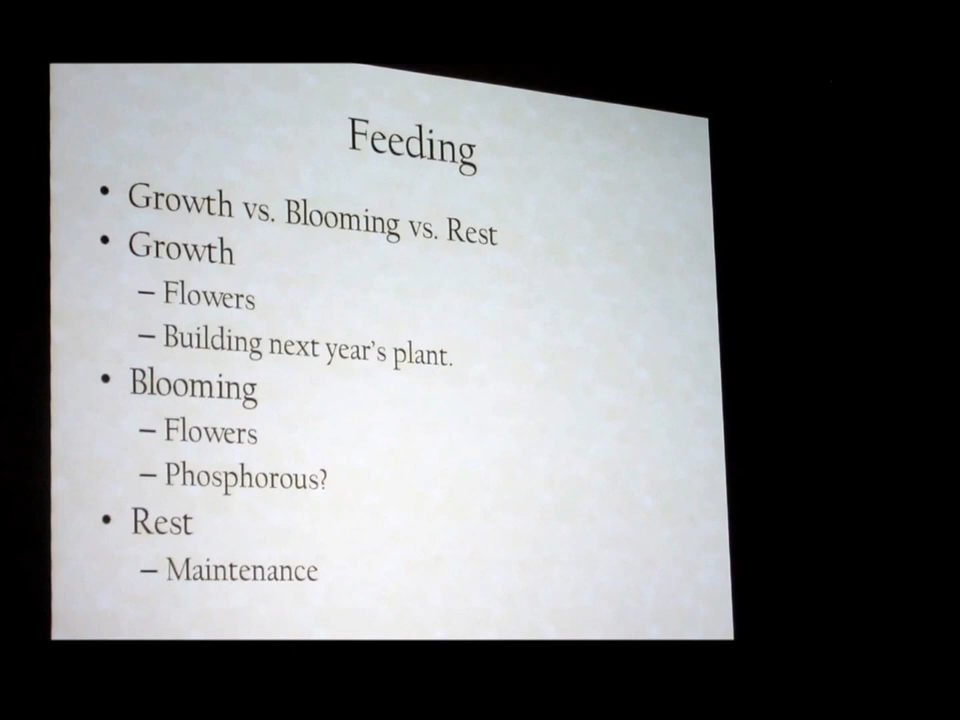 Feeding
• Growth vs. Blooming vs. Rest
• Growth
– Flowers
– Building next year's plant.
• Blooming
– Flowers
– Phosphorous?
• Rest
– Maintenance